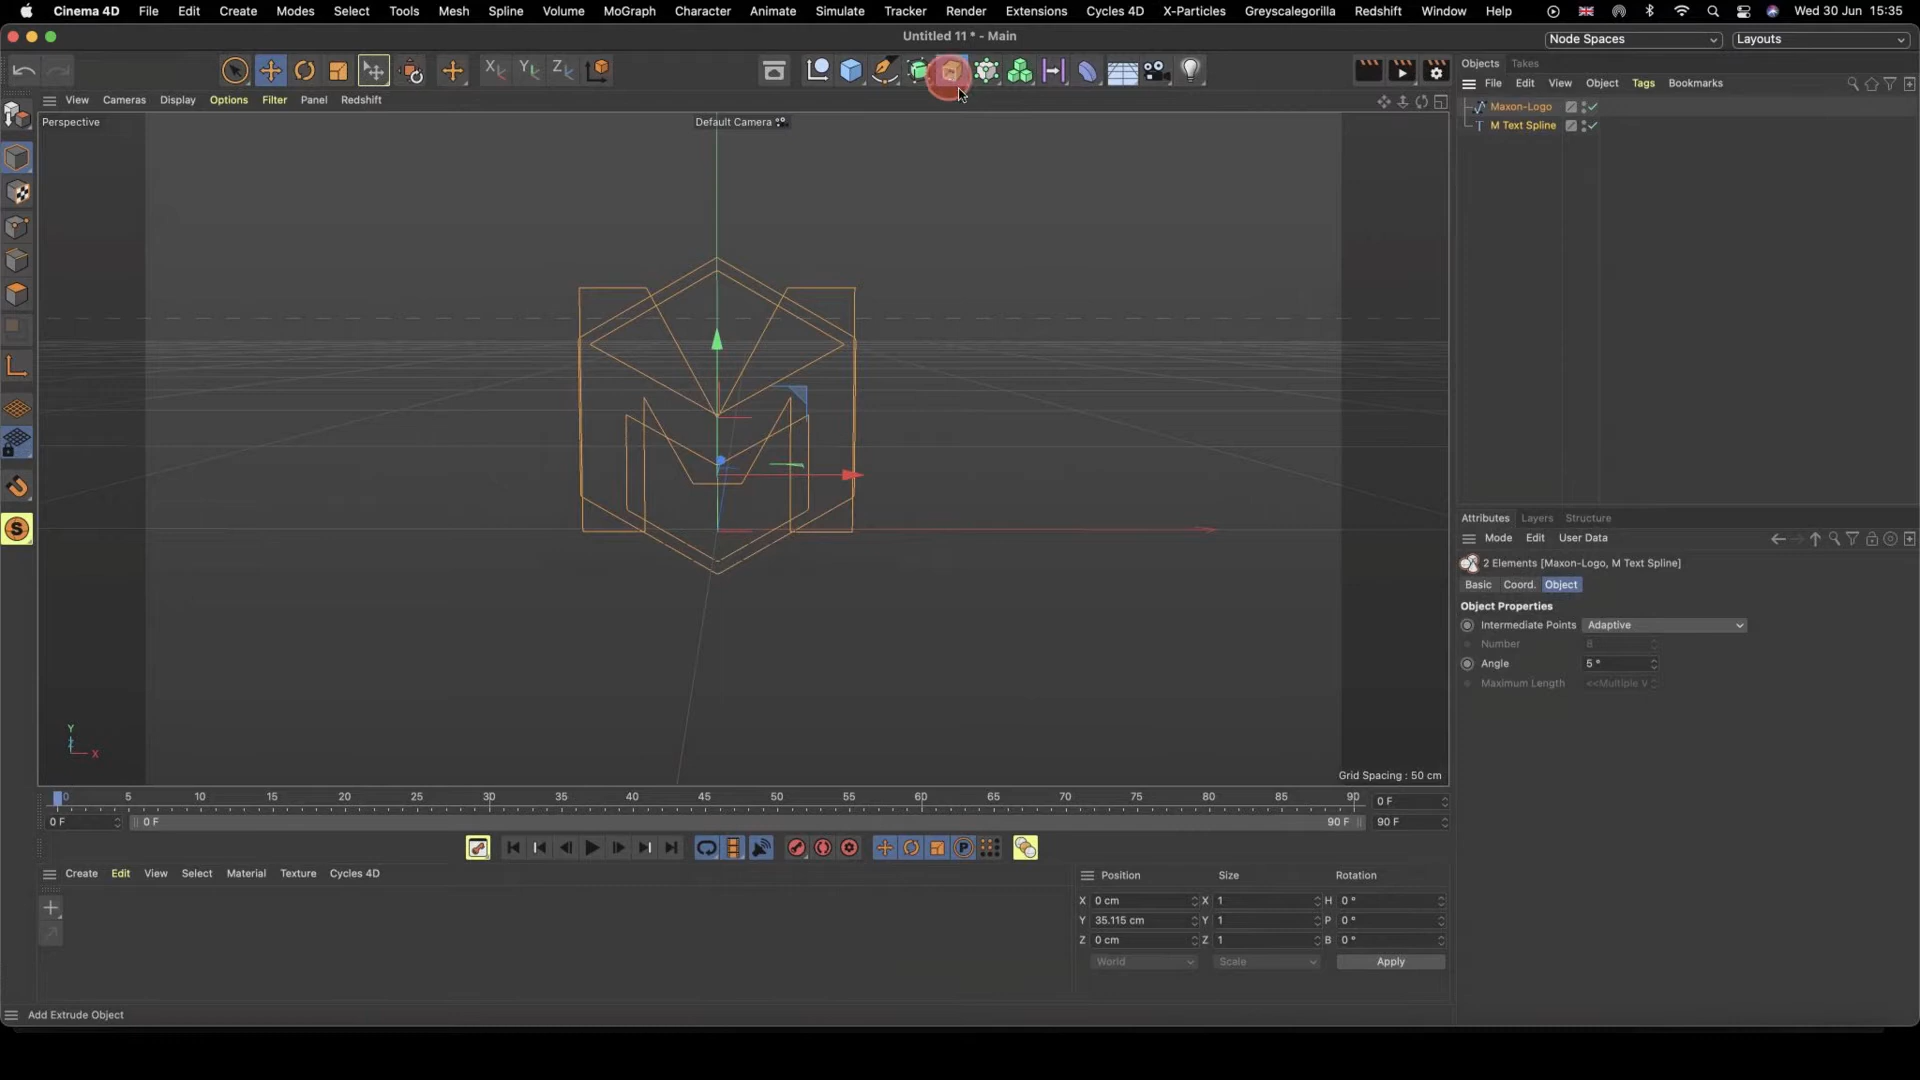 Cinema 4D File Edit Create Modes Select Tools Mesh Spline Volume MoGraph Character Animate Simulate Tracker Render Extensions Cycles 4D X-Particles Greyscalegorilla Redshift Window Help Wed 30 Jun 15:35
Untitled 11 * - Main
Node Spaces Layouts
X Y Z
Objects Takes
File Edit View Object Tags Bookmarks
View Cameras Display Options Filter Panel Redshift
Perspective
Default Camera
Maxon-Logo
M Text Spline
Attributes Layers Structure
Mode Edit User Data
2 Elements [Maxon-Logo, M Text Spline]
Basic Coord. Object
Object Properties
Intermediate Points Adaptive
Number 8
Angle 5 °
Maximum Length <<Multiple V
Y
Z
X
Grid Spacing : 50 cm
0 5 10 15 20 25 30 35 40 45 50 55 60 65 70 75 80 85 90 0 F
0 F 0 F 90 F 90 F
P
S
Create Edit View Select Material Texture Cycles 4D
Position Size Rotation
X 0 cm X 1 H 0 °
Y 35.115 cm Y 1 P 0 °
Z 0 cm Z 1 B 0 °
World Scale Apply
Add Extrude Object